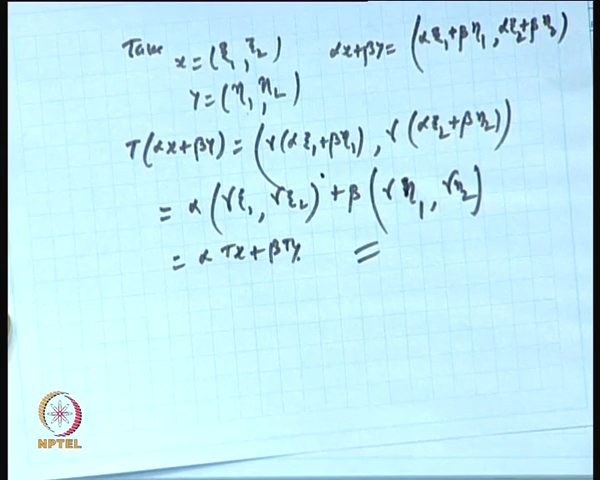 Take x = (ξ₁, ξ₂) αx+βy = (αξ₁+βη₁, αξ₂+βη₂)
y = (η₁, η₂)
T(αx+βy) = (γ(αξ₁+βη₁), γ(αξ₂+βη₂))
= α(γξ₁, γξ₂) + β(γη₁, γη₂)
= αTx + βTy. =
NPTEL